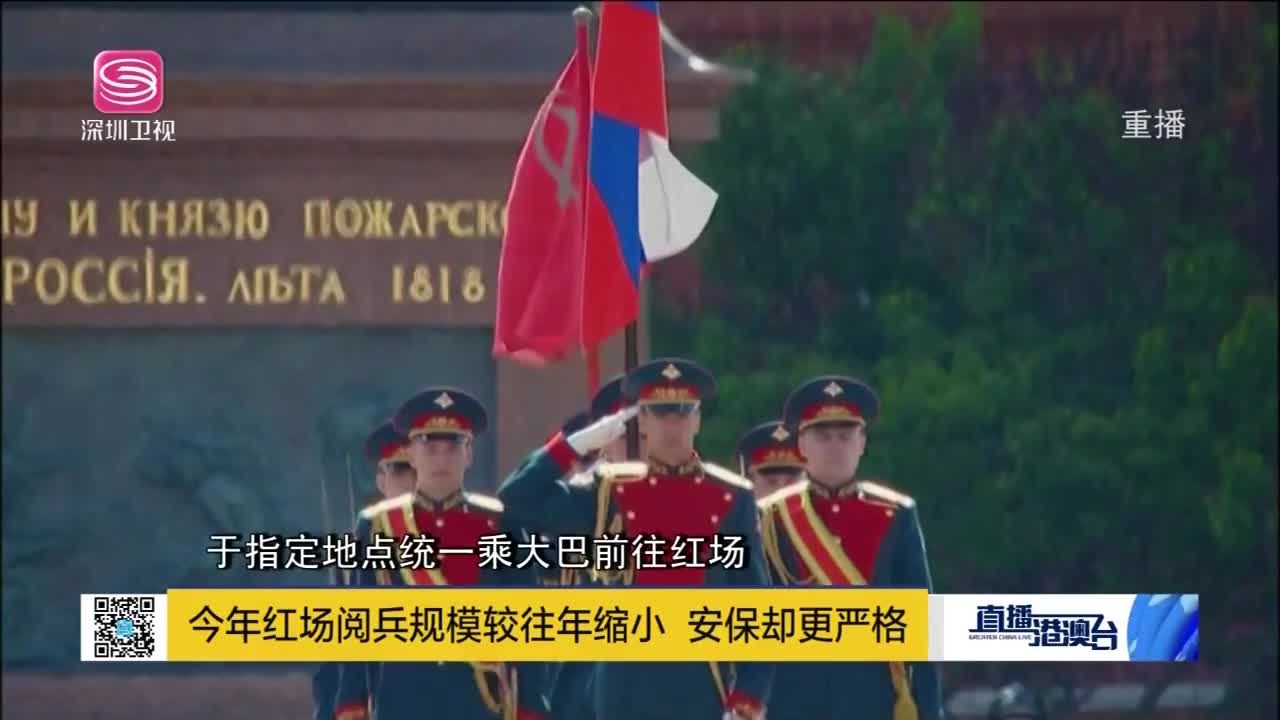 深圳卫视
重播
МУ И КНЯЗЮ ПОЖАРСКО
РОССІЯ. ЛѢТА 1818
于指定地点统一乘大巴前往红场
今年红场阅兵规模较往年缩小 安保却更严格
直播港澳台
GREATER CHINA LIVE